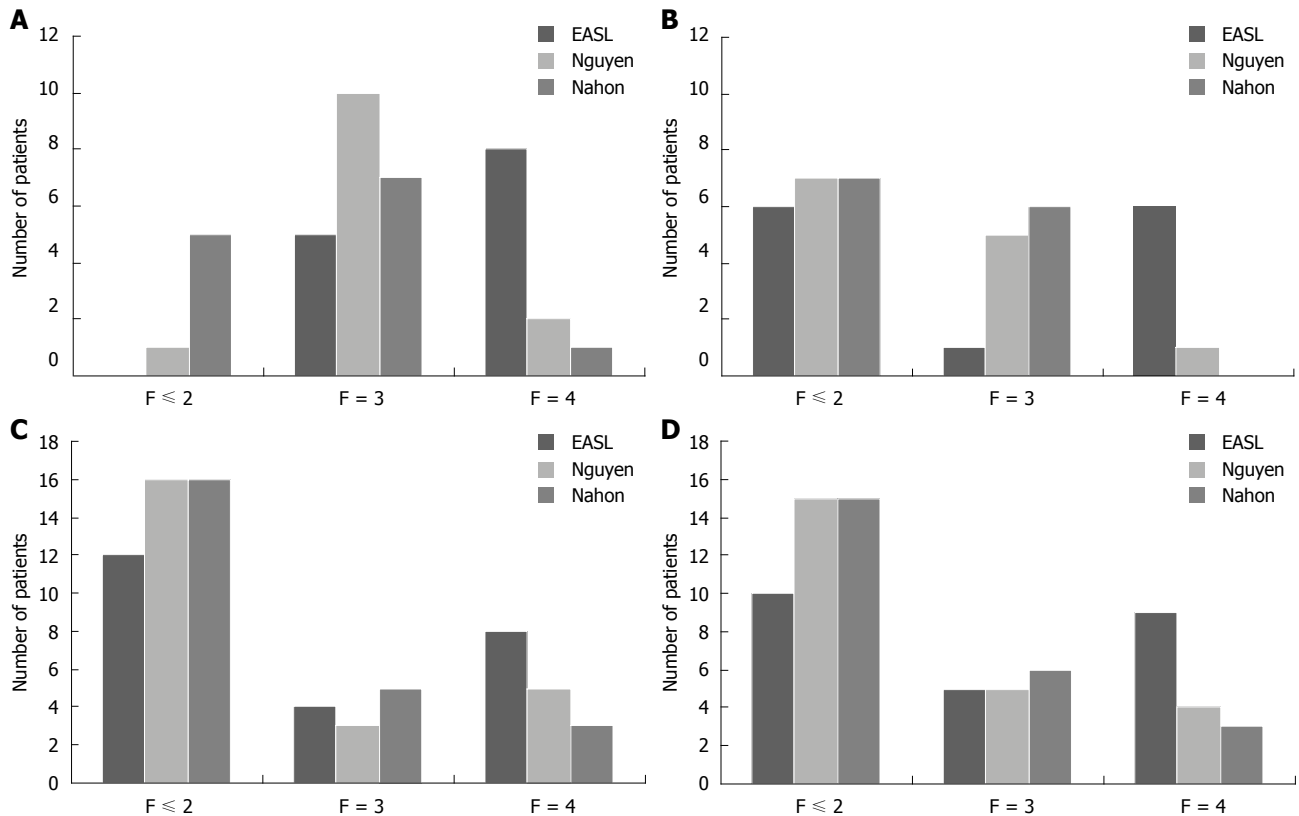 A
12
10
8
6
4
2
0
Number of patients
EASL
Nguyen
Nahon
F ≤ 2
F = 3
F = 4
B
12
10
8
6
4
2
0
Number of patients
EASL
Nguyen
Nahon
F ≤ 2
F = 3
F = 4
C
18
16
14
12
10
8
6
4
2
0
Number of patients
EASL
Nguyen
Nahon
F ≤ 2
F = 3
F = 4
D
18
16
14
12
10
8
6
4
2
0
Number of patients
EASL
Nguyen
Nahon
F ≤ 2
F = 3
F = 4